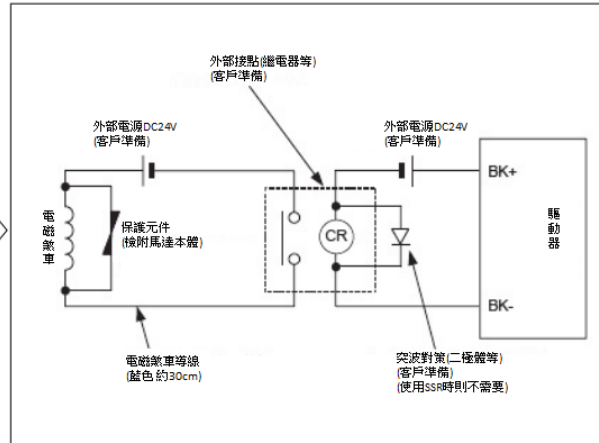 外部接點(繼電器等)
(客戶準備)
外部電源DC24V
(客戶準備)
外部電源DC24V
(客戶準備)
BK+
電磁煞車
保護元件
(檢附馬達本體)
CR
驅動器
BK-
電磁煞車導線
(藍色 約30cm)
突波對策(二極體等)
(客戶準備)
(使用SSR時則不需要)